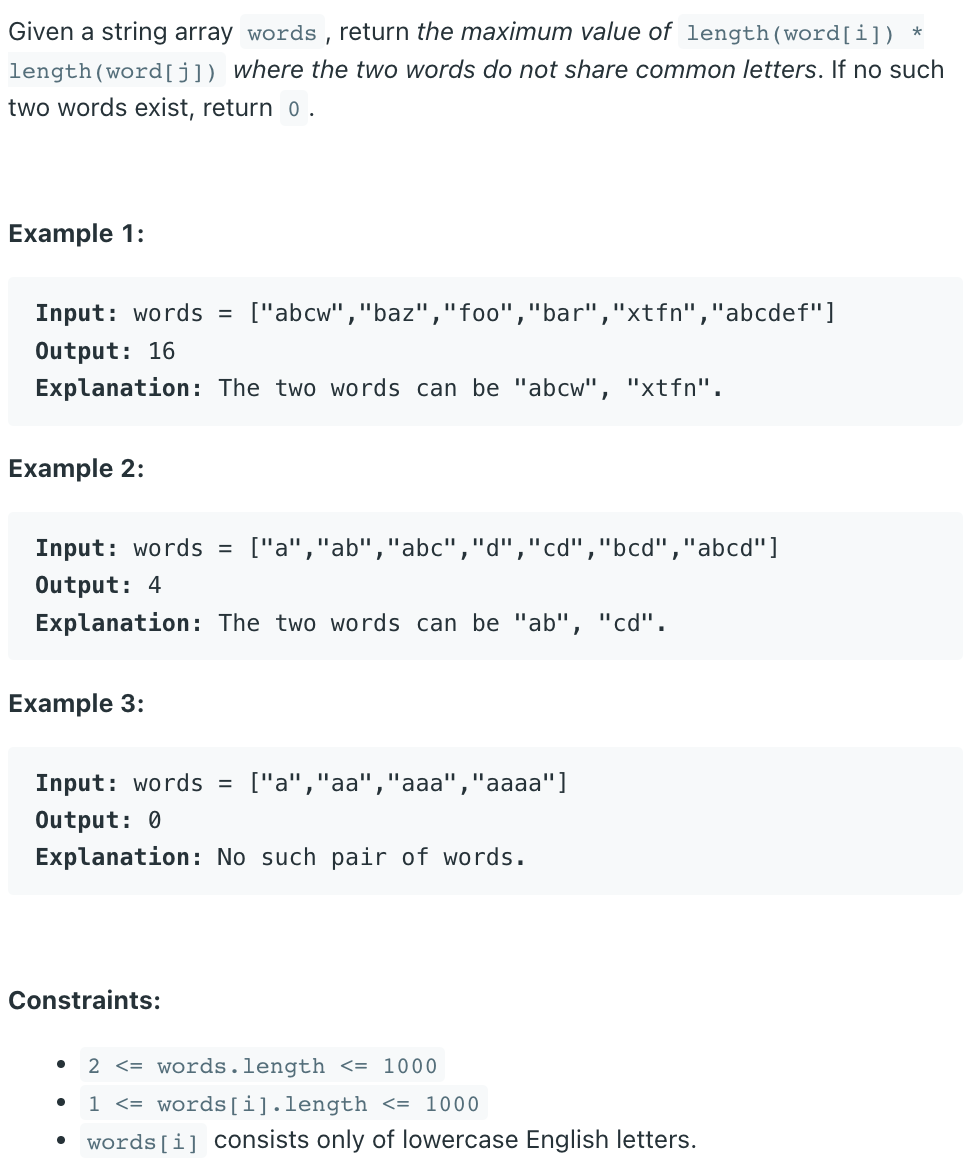 Given a string array words , return the maximum value of length(word[i]) *
length(word[j]) where the two words do not share common letters. If no such
two words exist, return 0 .
Example 1:
Input: words = ["abcw","baz","foo","bar","xtfn","abcdef"]
Output: 16
Explanation: The two words can be "abcw", "xtfn".
Example 2:
Input: words = ["a","ab","abc","d","cd","bcd","abcd"]
Output: 4
Explanation: The two words can be "ab", "cd".
Example 3:
Input: words = ["a","aa","aaa","aaaa"]
Output: 0
Explanation: No such pair of words.
Constraints:
• 2 <= words.length <= 1000
• 1 <= words[i].length <= 1000
• words[i] consists only of lowercase English letters.